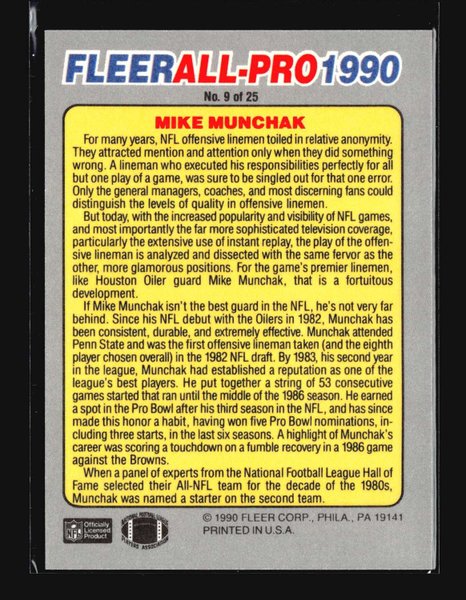 FLEER ALL-PRO 1990
No. 9 of 25
MIKE MUNCHAK
For many years, NFL offensive linemen toiled in relative anonymity.
They attracted mention and attention only when they did something
wrong. A lineman who executed his responsibilities perfectly for all
but one play of a game, was sure to be singled out for that one error.
Only the general managers, coaches, and most discerning fans could
distinguish the levels of quality in offensive linemen.
But today, with the increased popularity and visibility of NFL games,
and most importantly the far more sophisticated television coverage,
particularly the extensive use of instant replay, the play of the offen-
sive lineman is analyzed and dissected with the same fervor as the
other, more glamorous positions. For the game's premier linemen,
like Houston Oiler guard Mike Munchak, that is a fortuitous
development.
If Mike Munchak isn't the best guard in the NFL, he's not very far
behind. Since his NFL debut with the Oilers in 1982, Munchak has
been consistent, durable, and extremely effective. Munchak attended
Penn State and was the first offensive lineman taken (and the eighth
player chosen overall) in the 1982 NFL draft. By 1983, his second year
in the league, Munchak had established a reputation as one of the
league's best players. He put together a string of 53 consecutive
games started that ran until the middle of the 1986 season. He earned
a spot in the Pro Bowl after his third season in the NFL, and has since
made this honor a habit, having won five Pro Bowl nominations, in-
cluding three starts, in the last six seasons. A highlight of Munchak's
career was scoring a touchdown on a fumble recovery in a 1986 game
against the Browns.
When a panel of experts from the National Football League Hall of
Fame selected their All-NFL team for the decade of the 1980s,
Munchak was named a starter on the second team.
NFL
Officially
Licensed
Product
NATIONAL FOOTBALL LEAGUE
PLAYERS ASSOCIATION
© 1990 FLEER CORP., PHILA., PA 19141
PRINTED IN U.S.A.